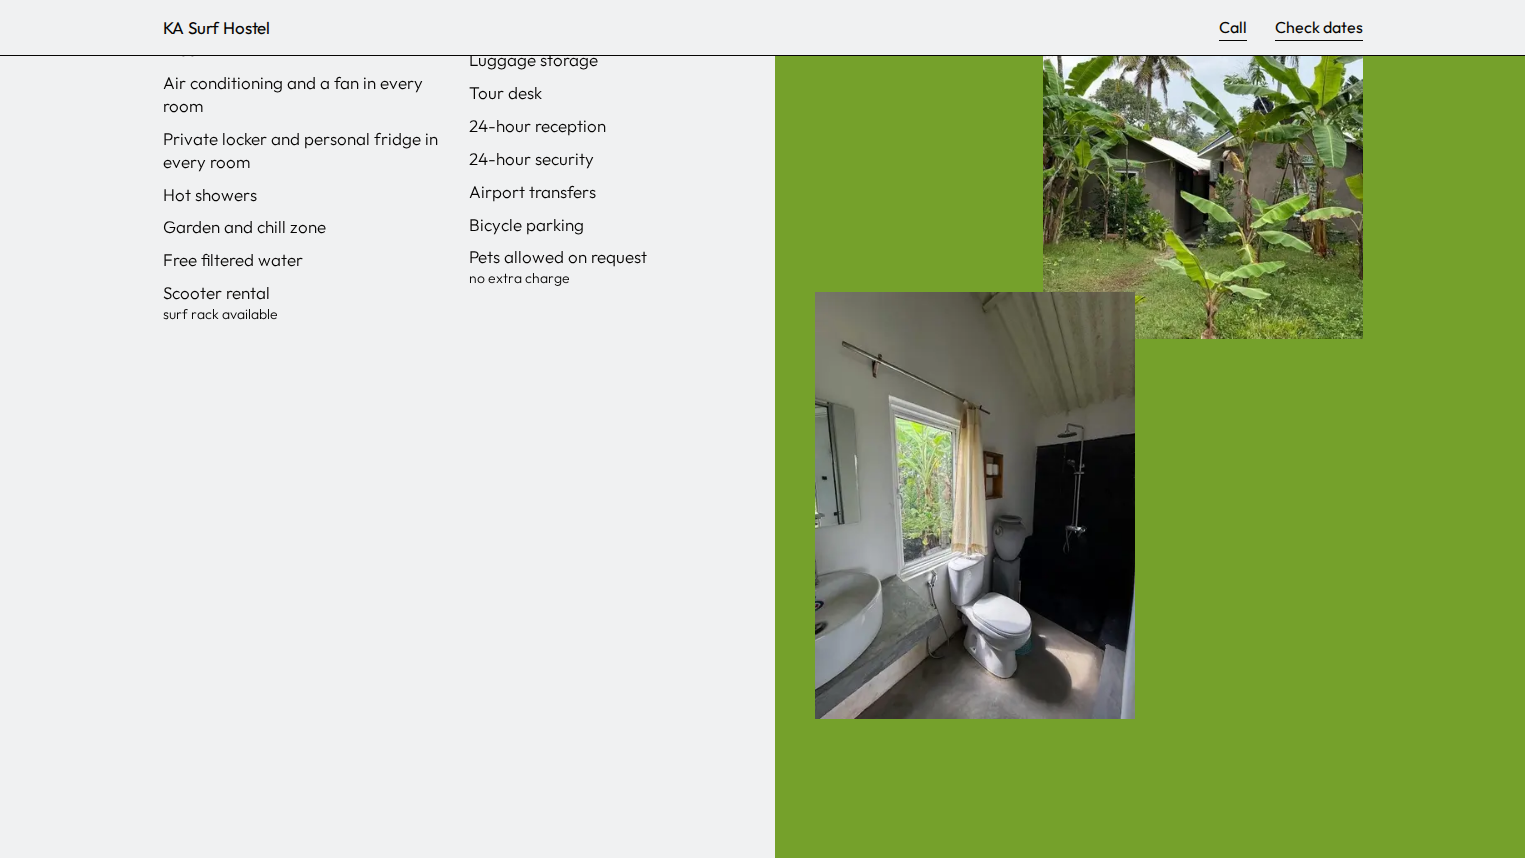 KA Surf Hostel
Call
Check dates
Air conditioning and a fan in every
room
Private locker and personal fridge in
every room
Hot showers
Garden and chill zone
Free filtered water
Scooter rental
surf rack available
Luggage storage
Tour desk
24-hour reception
24-hour security
Airport transfers
Bicycle parking
Pets allowed on request
no extra charge